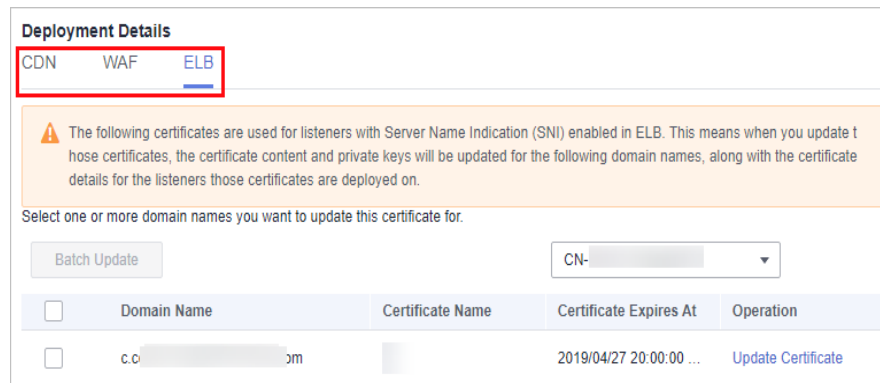 Deployment Details
CDN WAF ELB
The following certificates are used for listeners with Server Name Indication (SNI) enabled in ELB. This means when you update t
hose certificates, the certificate content and private keys will be updated for the following domain names, along with the certificate
details for the listeners those certificates are deployed on.
Select one or more domain names you want to update this certificate for.
Batch Update CN-
Domain Name Certificate Name Certificate Expires At Operation
2019/04/27 20:00:00 ... Update Certificate